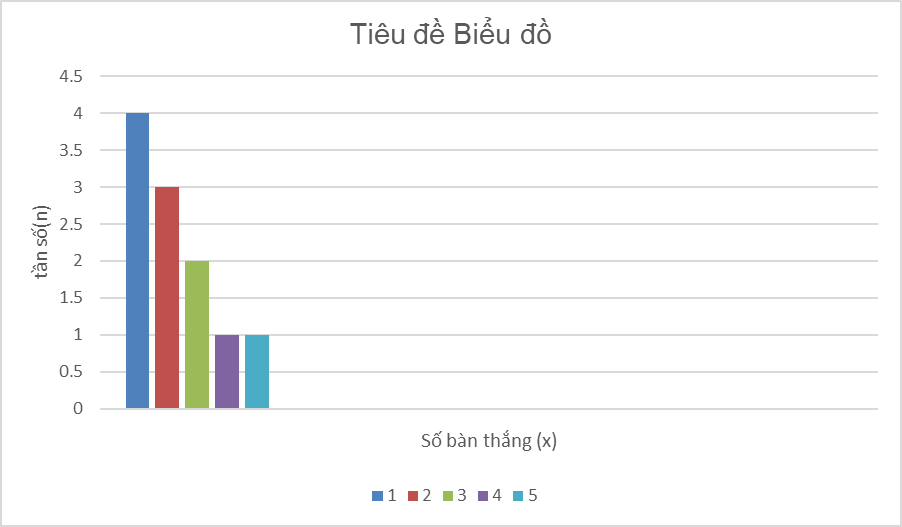 Tiêu đề Biểu đồ
4.5
4
3.5
3
2.5
2
1.5
1
0.5
0
tần số(n)
Số bàn thắng (x)
1 2 3 4 5